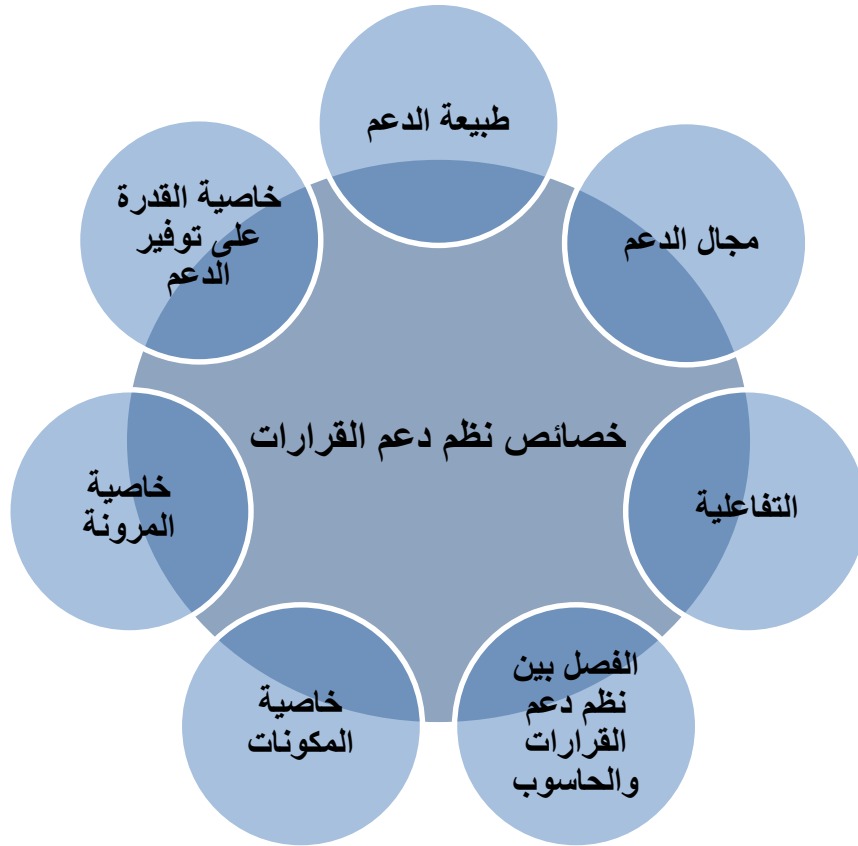 طبيعة الدعم
مجال الدعم
التفاعلية
الفصل بين
نظم دعم
القرارات
والحاسوب
خاصية
المكونات
خاصية
المرونة
خاصية القدرة
على توفير
الدعم
خصائص نظم دعم القرارات